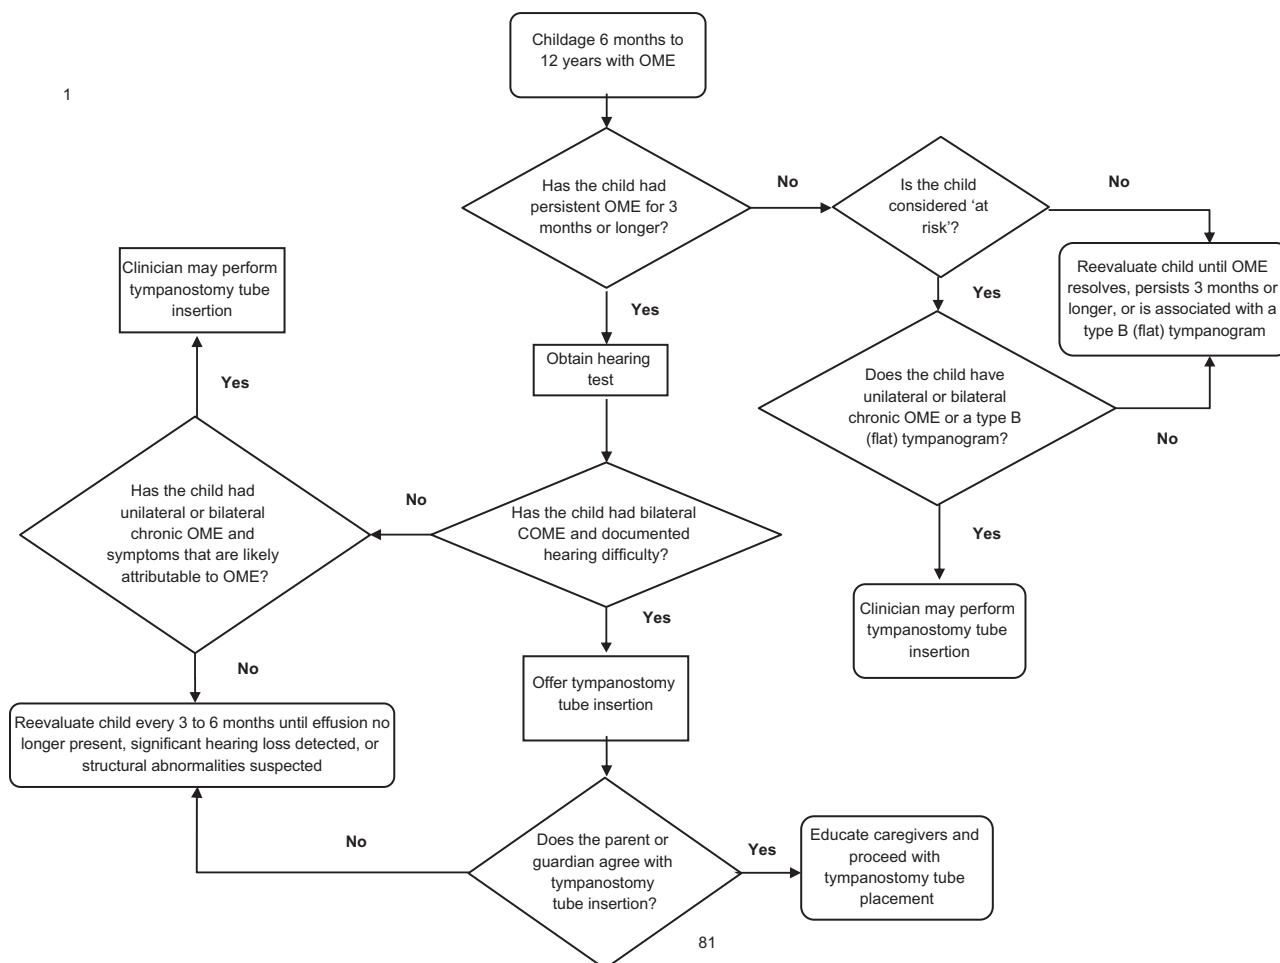 Childage 6 months to
12 years with OME
1
Has the child had
persistent OME for 3
months or longer?
No
Is the child
considered ‘at
risk’?
No
Reevaluate child until OME
resolves, persists 3 months or
longer, or is associated with a
type B (flat) tympanogram
Yes
Does the child have
unilateral or bilateral
chronic OME or a type B
(flat) tympanogram?
No
Yes
Clinician may perform
tympanostomy tube
insertion
Yes
Obtain hearing
test
Has the child had bilateral
COME and documented
hearing difficulty?
No
Has the child had
unilateral or bilateral
chronic OME and
symptoms that are likely
attributable to OME?
Yes
Clinician may perform
tympanostomy tube
insertion
No
Reevaluate child every 3 to 6 months until effusion no
longer present, significant hearing loss detected, or
structural abnormalities suspected
Yes
Offer tympanostomy
tube insertion
Does the parent or
guardian agree with
tympanostomy
tube insertion?
No
Yes
Educate caregivers and
proceed with
tympanostomy tube
placement
81